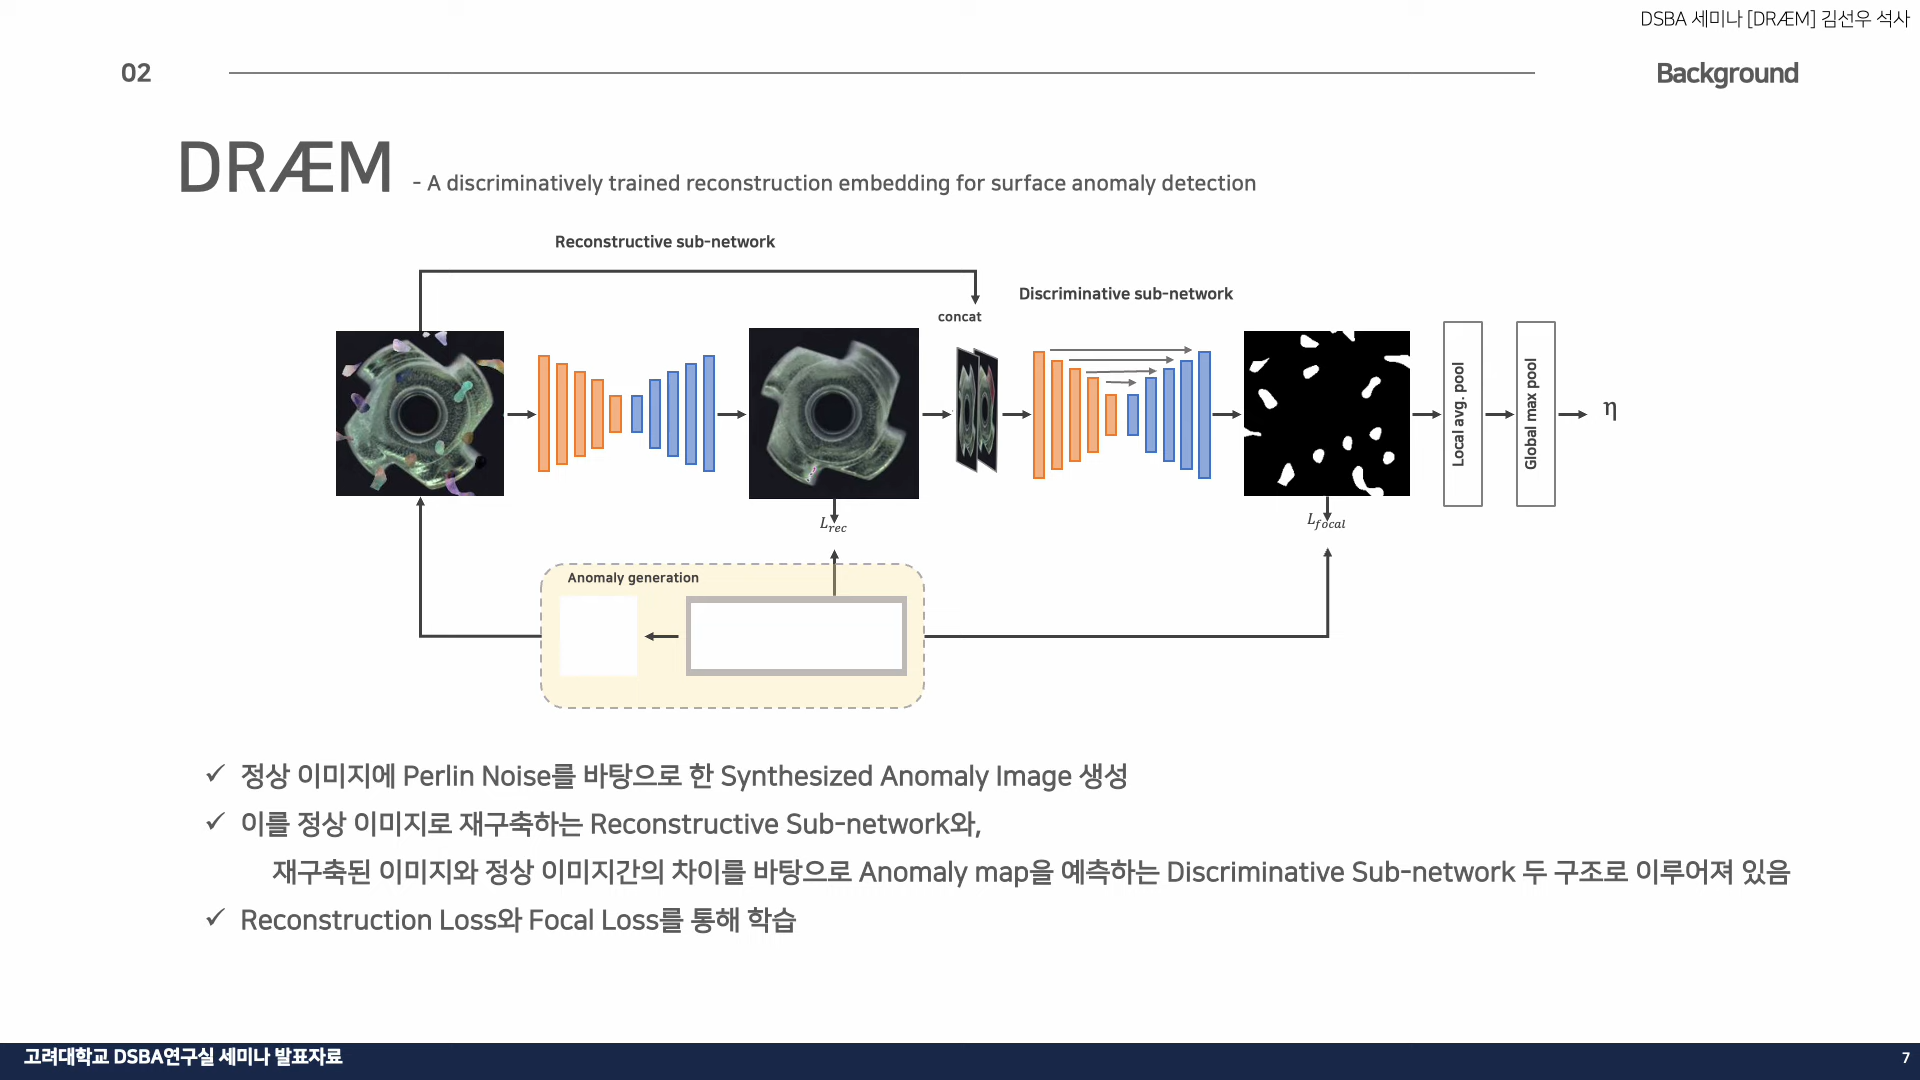 DSBA 세미나 [DRÆM] 김선우 석사
02
Background
DRÆM - A discriminatively trained reconstruction embedding for surface anomaly detection
Reconstructive sub-network
Discriminative sub-network
concat
Local avg. pool
Global max pool
η
L_rec
L_focal
Anomaly generation
✓ 정상 이미지에 Perlin Noise를 바탕으로 한 Synthesized Anomaly Image 생성
✓ 이를 정상 이미지로 재구축하는 Reconstructive Sub-network와,
재구축된 이미지와 정상 이미지간의 차이를 바탕으로 Anomaly map을 예측하는 Discriminative Sub-network 두 구조로 이루어져 있음
✓ Reconstruction Loss와 Focal Loss를 통해 학습
고려대학교 DSBA연구실 세미나 발표자료
7